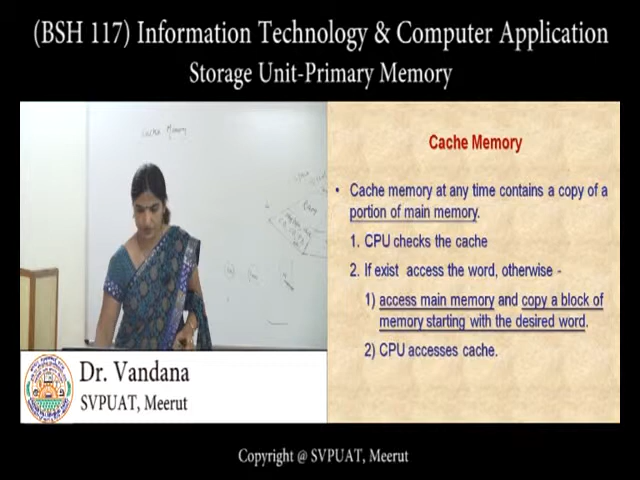 (BSH 117) Information Technology & Computer Application
Storage Unit-Primary Memory
Cache Memory
Cache Memory
• Cache memory at any time contains a copy of a
portion of main memory.
1. CPU checks the cache
2. If exist access the word, otherwise -
1) access main memory and copy a block of
memory starting with the desired word.
2) CPU accesses cache.
Dr. Vandana
SVPUAT, Meerut
Copyright @ SVPUAT, Meerut